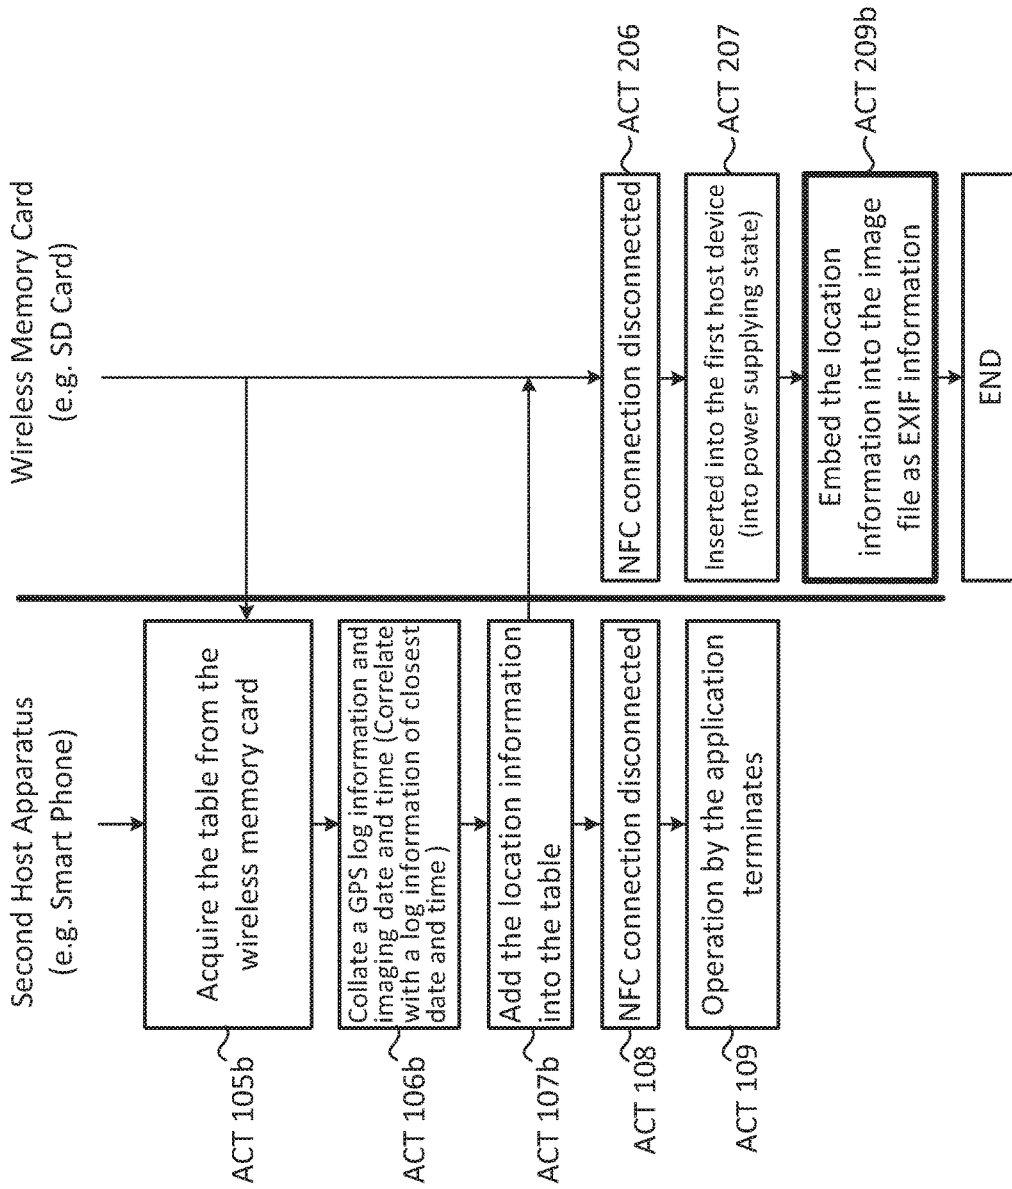 Second Host Apparatus
(e.g. Smart Phone)
Wireless Memory Card
(e.g. SD Card)
ACT 105b
Acquire the table from the
wireless memory card
ACT 106b
Collate a GPS log information and
imaging date and time (Correlate
with a log information of closest
date and time )
ACT 107b
Add the location information
into the table
ACT 108
NFC connection disconnected
ACT 109
Operation by the application
terminates
NFC connection disconnected
ACT 206
Inserted into the first host device
(into power supplying state)
ACT 207
Embed the location
information into the image
file as EXIF information
ACT 209b
END